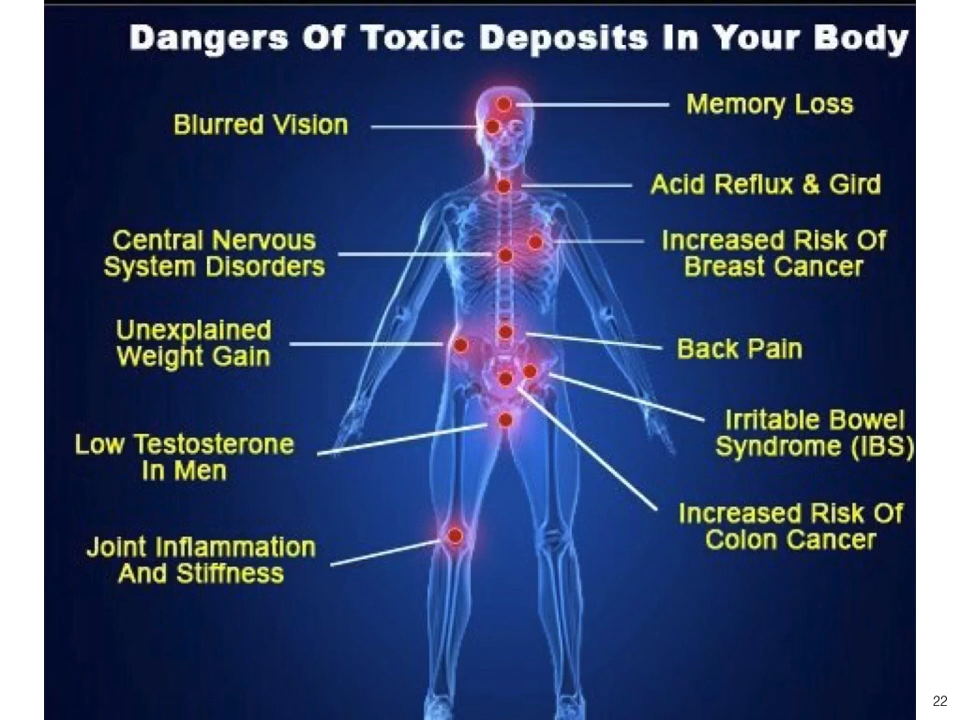 Dangers Of Toxic Deposits In Your Body
Memory Loss
Blurred Vision
Acid Reflux & Gird
Central Nervous
System Disorders
Increased Risk Of
Breast Cancer
Unexplained
Weight Gain
Back Pain
Irritable Bowel
Syndrome (IBS)
Low Testosterone
In Men
Increased Risk Of
Colon Cancer
Joint Inflammation
And Stiffness
22